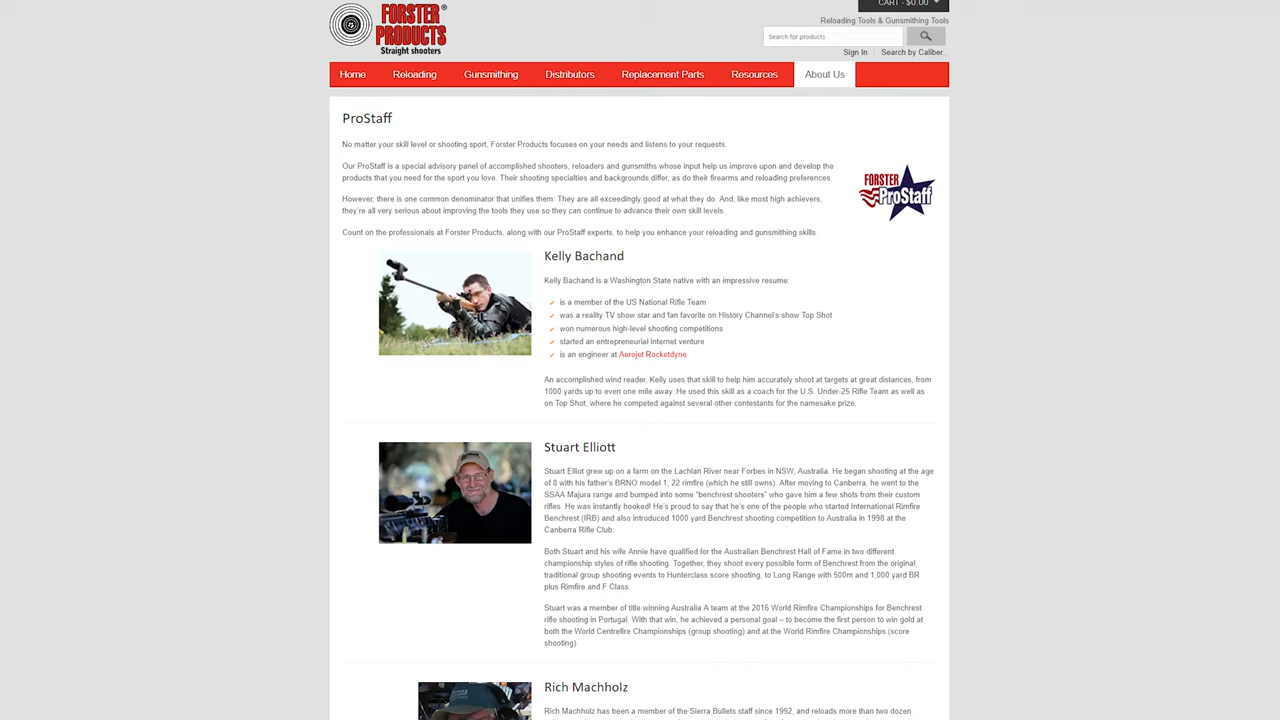 CART - $0.00
FORSTER
PRODUCTS®
Straight shooters
Reloading Tools & Gunsmithing Tools
Search for products
Sign In
Search by Caliber...
Home
Reloading
Gunsmithing
Distributors
Replacement Parts
Resources
About Us
ProStaff
No matter your skill level or shooting sport, Forster Products focuses on your needs and listens to your requests.
Our ProStaff is a special advisory panel of accomplished shooters, reloaders and gunsmiths whose input help us improve upon and develop the
products that you need for the sport you love. Their shooting specialties and backgrounds differ, as do their firearms and reloading preferences.
However, there is one common denominator that unifies them: They are all exceedingly good at what they do. And, like most high achievers,
they're all very serious about improving the tools they use so they can continue to advance their own skill levels.
Count on the professionals at Forster Products, along with our ProStaff experts, to help you enhance your reloading and gunsmithing skills.
FORSTER
ProStaff
Kelly Bachand
Kelly Bachand is a Washington State native with an impressive resume:
is a member of the US National Rifle Team
was a reality TV show star and fan favorite on History Channel's show Top Shot
won numerous high-level shooting competitions
started an entrepreneurial internet venture
is an engineer at Aerojet Rocketdyne
An accomplished wind reader, Kelly uses that skill to help him accurately shoot at targets at great distances, from
1000 yards up to even one mile away. He used this skill as a coach for the U.S. Under-25 Rifle Team as well as
on Top Shot, where he competed against several other contestants for the namesake prize.
Stuart Elliott
Stuart Elliot grew up on a farm on the Lachlan River near Forbes in NSW, Australia. He began shooting at the age
of 8 with his father's BRNO model 1, 22 rimfire (which he still owns). After moving to Canberra, he went to the
SSAA Majura range and bumped into some "benchrest shooters" who gave him a few shots from their custom
rifles. He was instantly hooked! He's proud to say that he's one of the people who started International Rimfire
Benchrest (IRB) and also introduced 1000 yard Benchrest shooting competition to Australia in 1998 at the
Canberra Rifle Club.
Both Stuart and his wife Annie have qualified for the Australian Benchrest Hall of Fame in two different
championship styles of rifle shooting. Together, they shoot every possible form of Benchrest from the original,
traditional group shooting events to Hunterclass score shooting, to Long Range with 500m and 1,000 yard BR
plus Rimfire and F Class.
Stuart was a member of title winning Australia A team at the 2016 World Rimfire Championships for Benchrest
rifle shooting in Portugal. With that win, he achieved a personal goal – to become the first person to win gold at
both the World Centrefire Championships (group shooting) and at the World Rimfire Championships (score
shooting).
Rich Machholz
Rich Machholz has been a member of the Sierra Bullets staff since 1992, and reloads more than two dozen